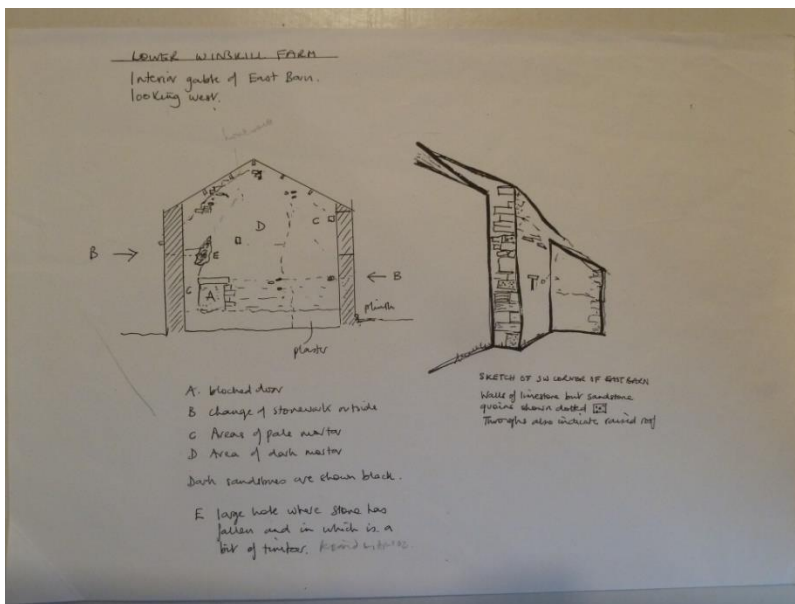 LOWER WINSKILL FARM
Interior gable of East Barn.
looking west.
D
C
B
E
B
C
A
plinth
plaster
A. blocked door
B change of stonework outside
C Areas of pale mortar
D Area of dark mortar
Dark sandstones are shown black.
E large hole where stone has
fallen and in which is a
bit of timber.
SKETCH OF SW CORNER OF EAST BARN
Walls of limestone but sandstone
quoins shown dotted
Throughs also indicate raised roof